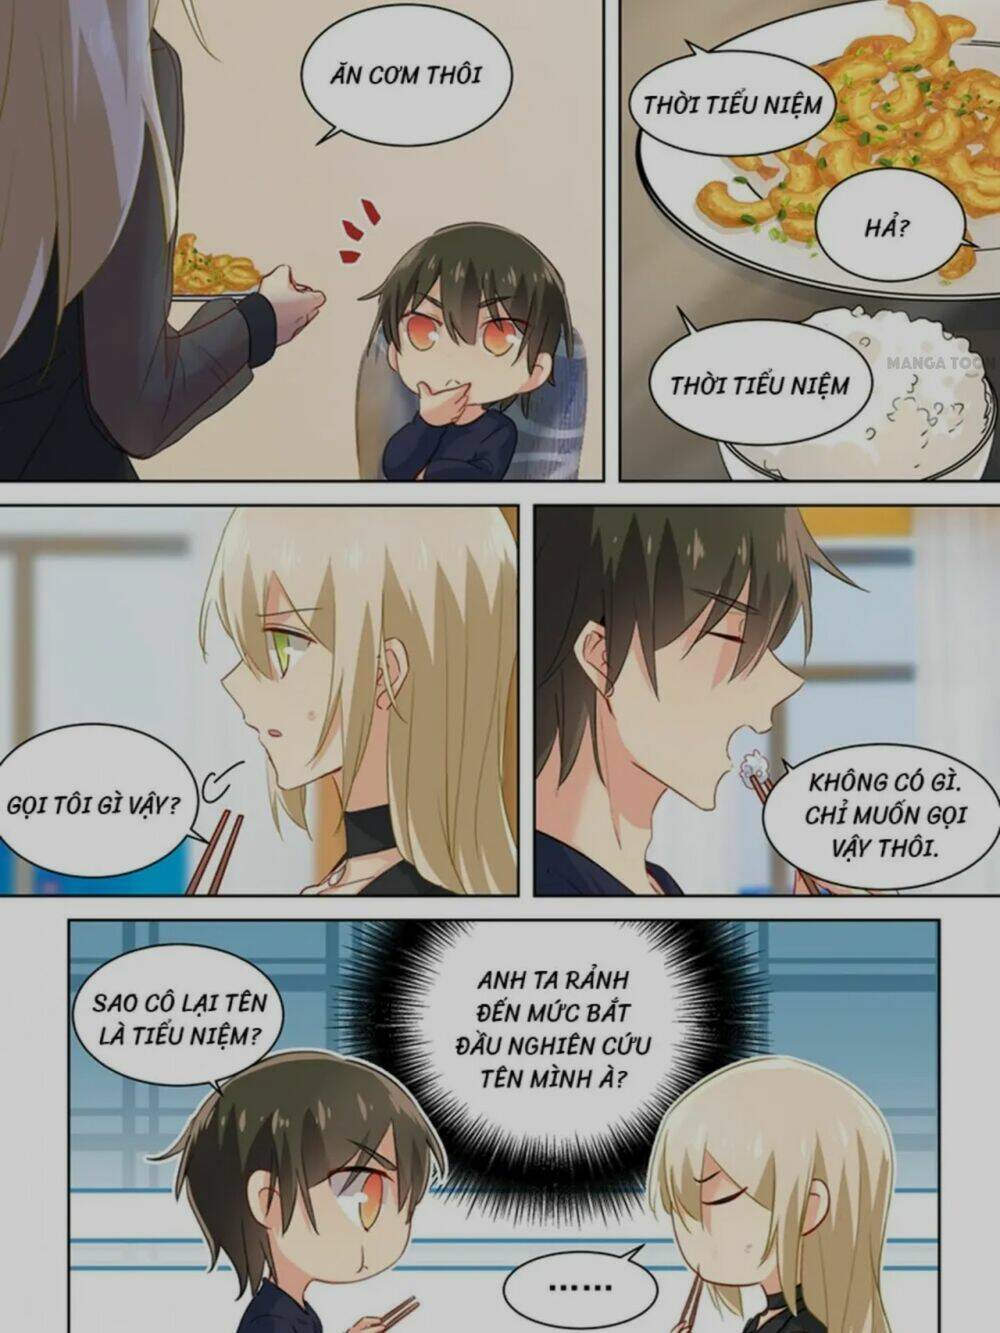 ĂN CƠM THÔI
THỜI TIỂU NIỆM
HẢ?
THỜI TIỂU NIỆM
MANGA TOON
GỌI TÔI GÌ VẬY?
KHÔNG CÓ GÌ.
CHỈ MUỐN GỌI
VẬY THÔI.
SAO CÔ LẠI TÊN
LÀ TIỂU NIỆM?
ANH TA RẢNH
ĐẾN MỨC BẮT
ĐẦU NGHIÊN CỨU
TÊN MÌNH À?
......